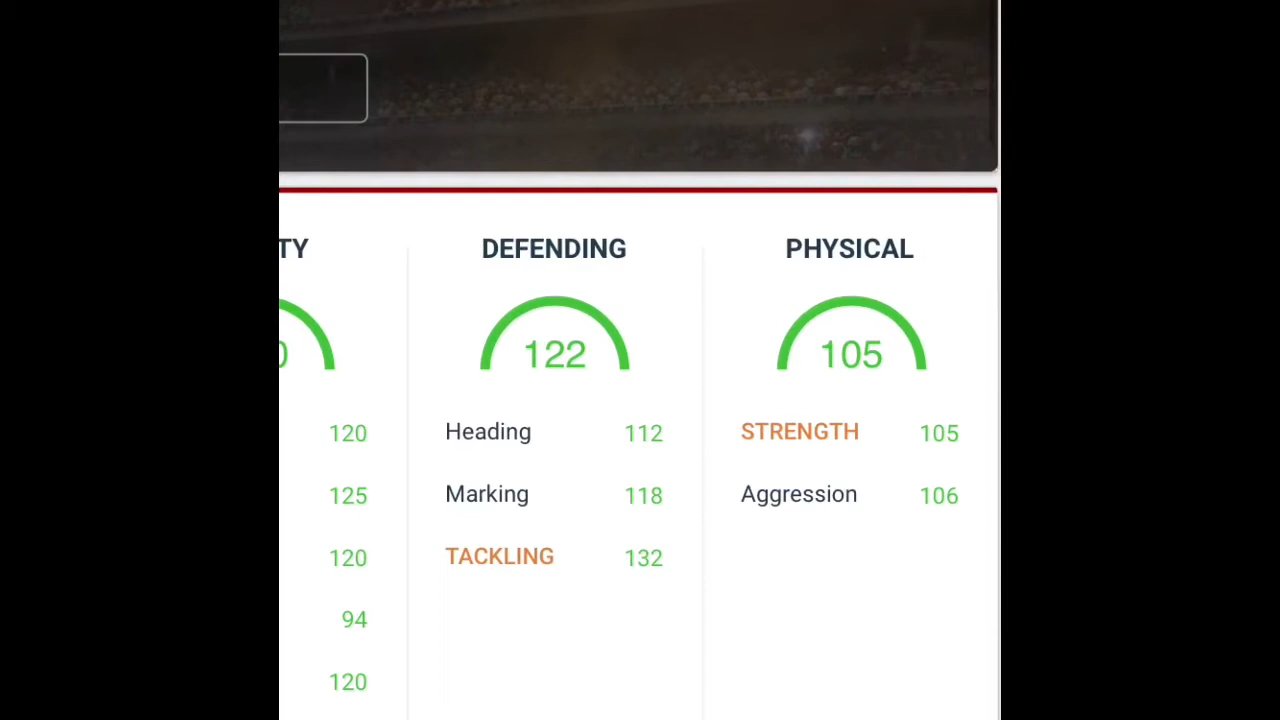 TY DEFENDING PHYSICAL
0 122 105
120 Heading 112 STRENGTH 105
125 Marking 118 Aggression 106
120 TACKLING 132
94
120